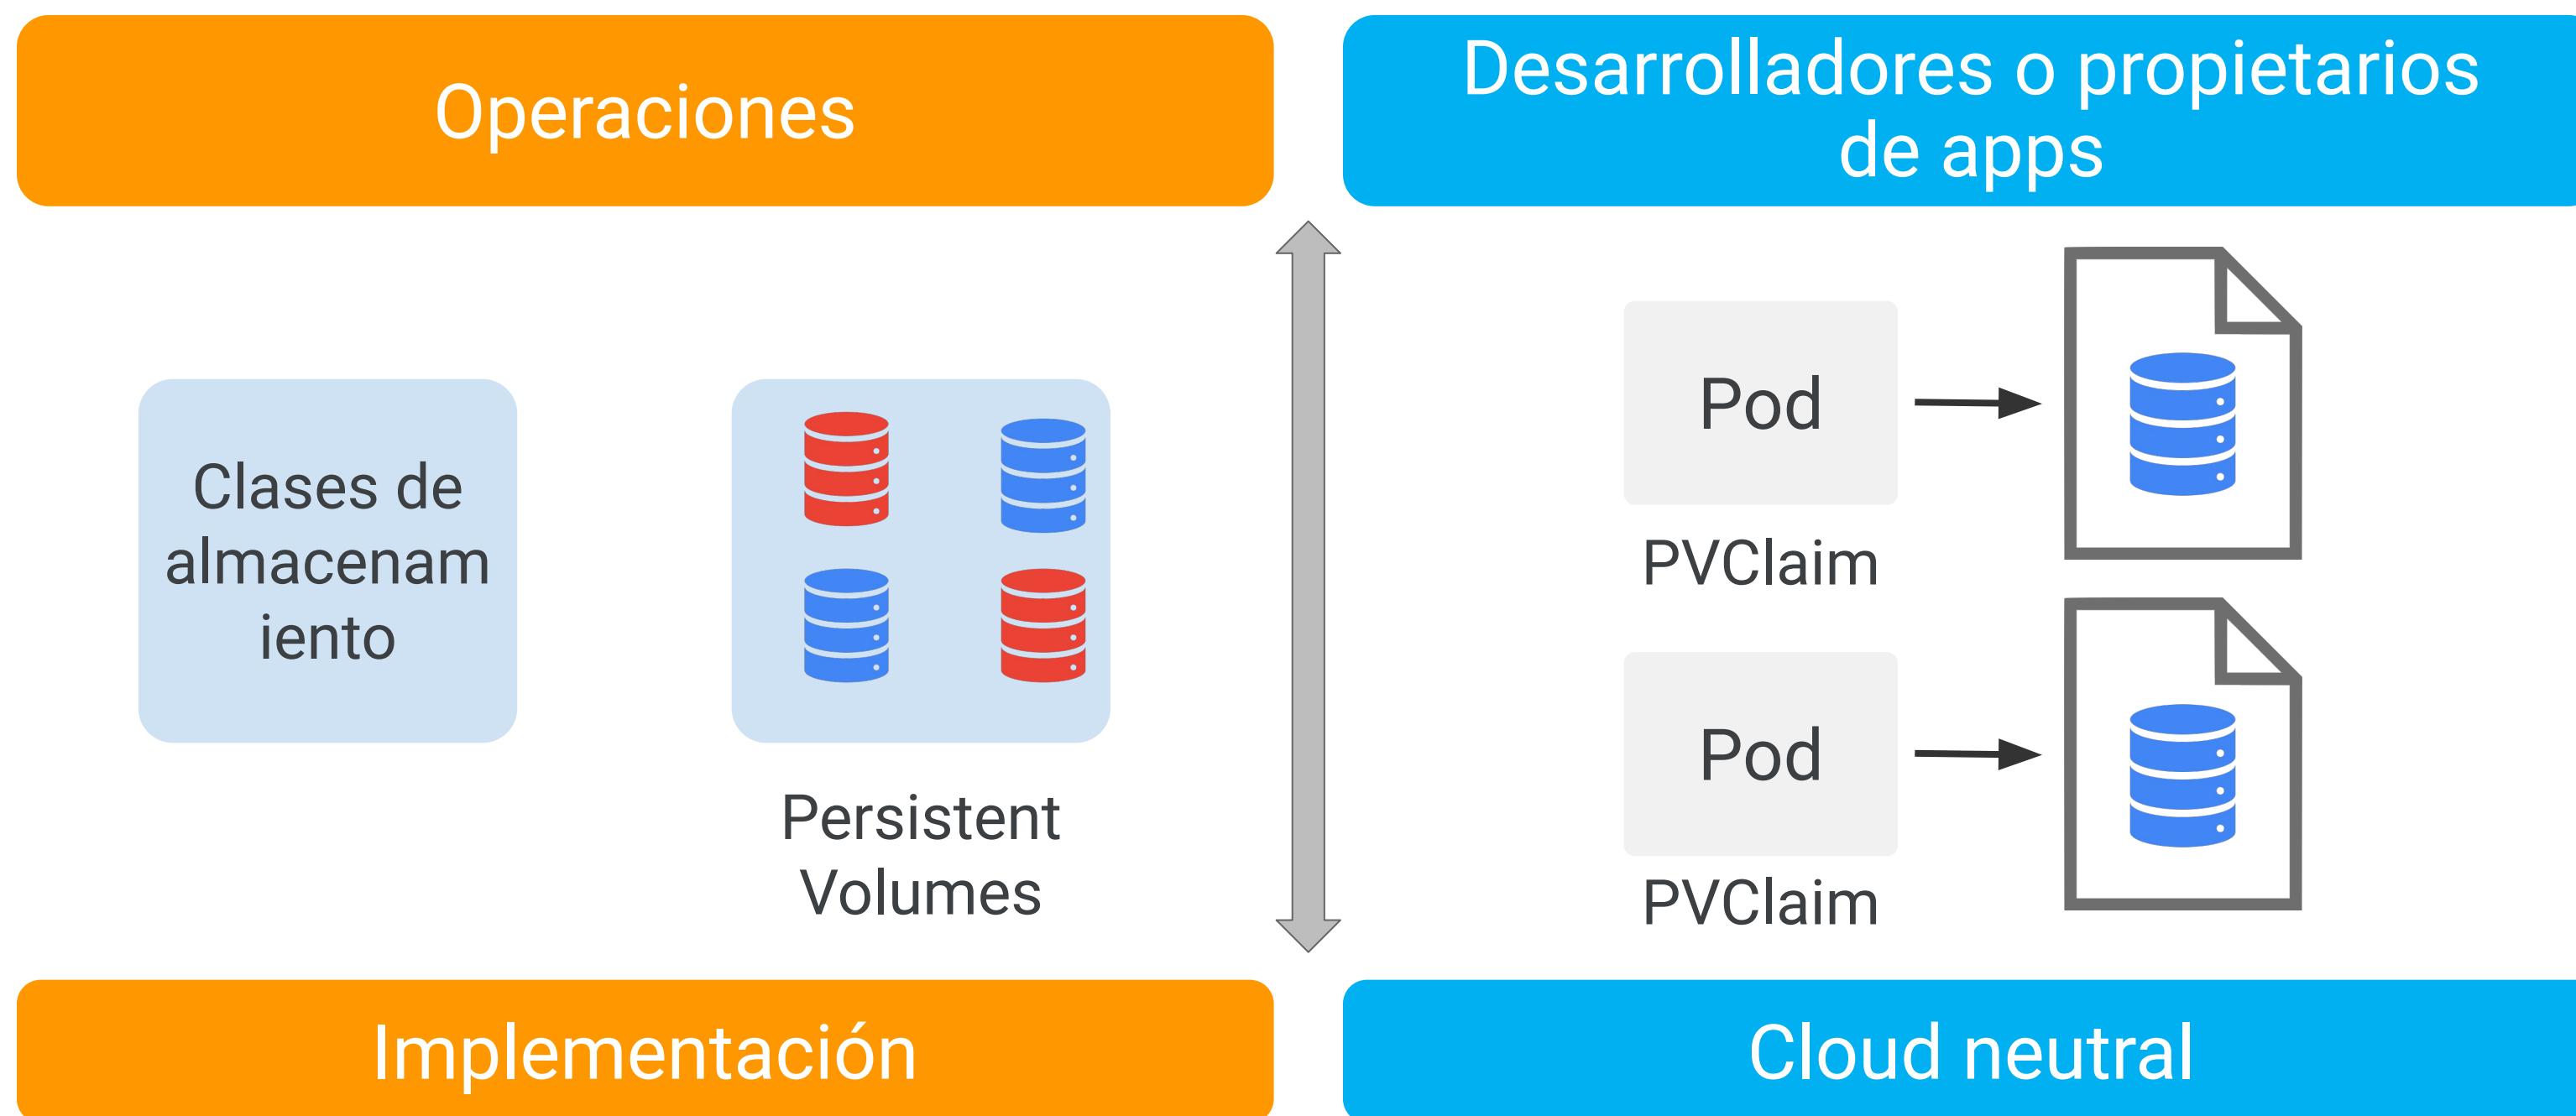 Operaciones
Desarrolladores o propietarios
de apps
Clases de
almacenam
iento
Persistent
Volumes
Pod
PVClaim
Pod
PVClaim
Implementación
Cloud neutral